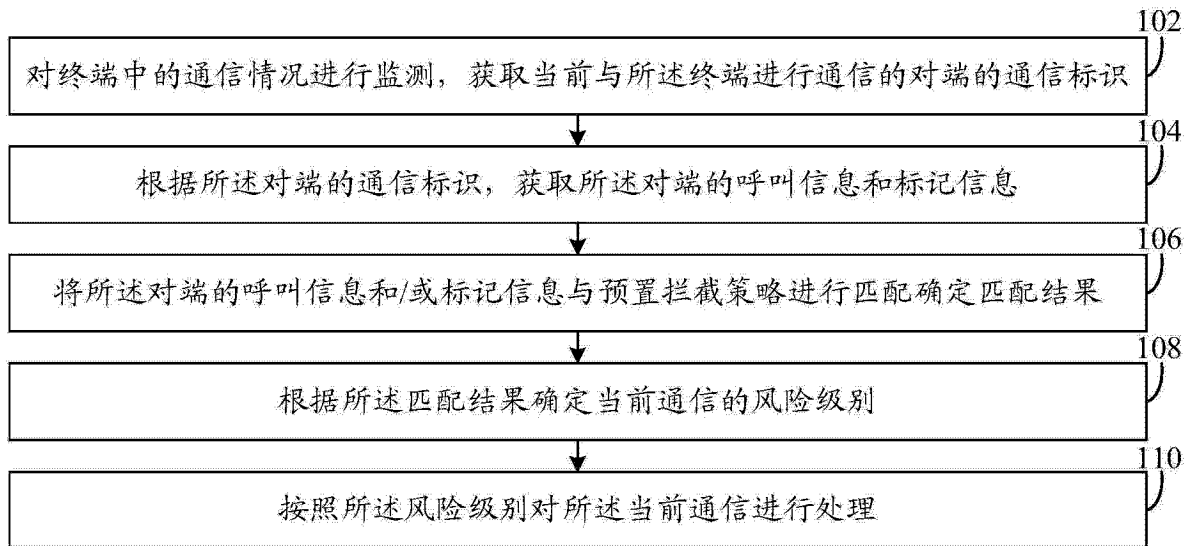 102
对终端中的通信情况进行监测，获取当前与所述终端进行通信的对端的通信标识
104
根据所述对端的通信标识，获取所述对端的呼叫信息和标记信息
106
将所述对端的呼叫信息和/或标记信息与预置拦截策略进行匹配确定匹配结果
108
根据所述匹配结果确定当前通信的风险级别
110
按照所述风险级别对所述当前通信进行处理